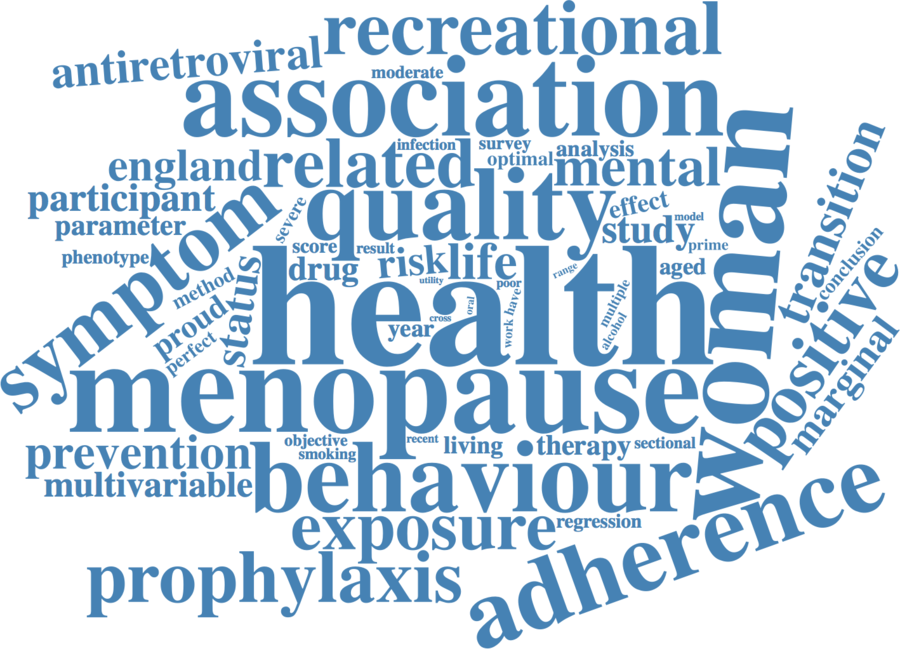 recreational
antiretroviral
moderate
association
infection
survey
analysis
optimal
england
related
mental
participant
quality
effect
model
study
prime
parameter
severe
symptom
phenotype
score
result
drug
risk
life
aged
range
utility
poor
method
status
health
oral
work have
multiple
alcohol
year
cross
proud
perfect
woman
transition
conclusion
positive
marginal
menopause
prevention
objective
smoking
recent
living
therapy
sectional
multivariable
behaviour
exposure
regression
prophylaxis
adherence